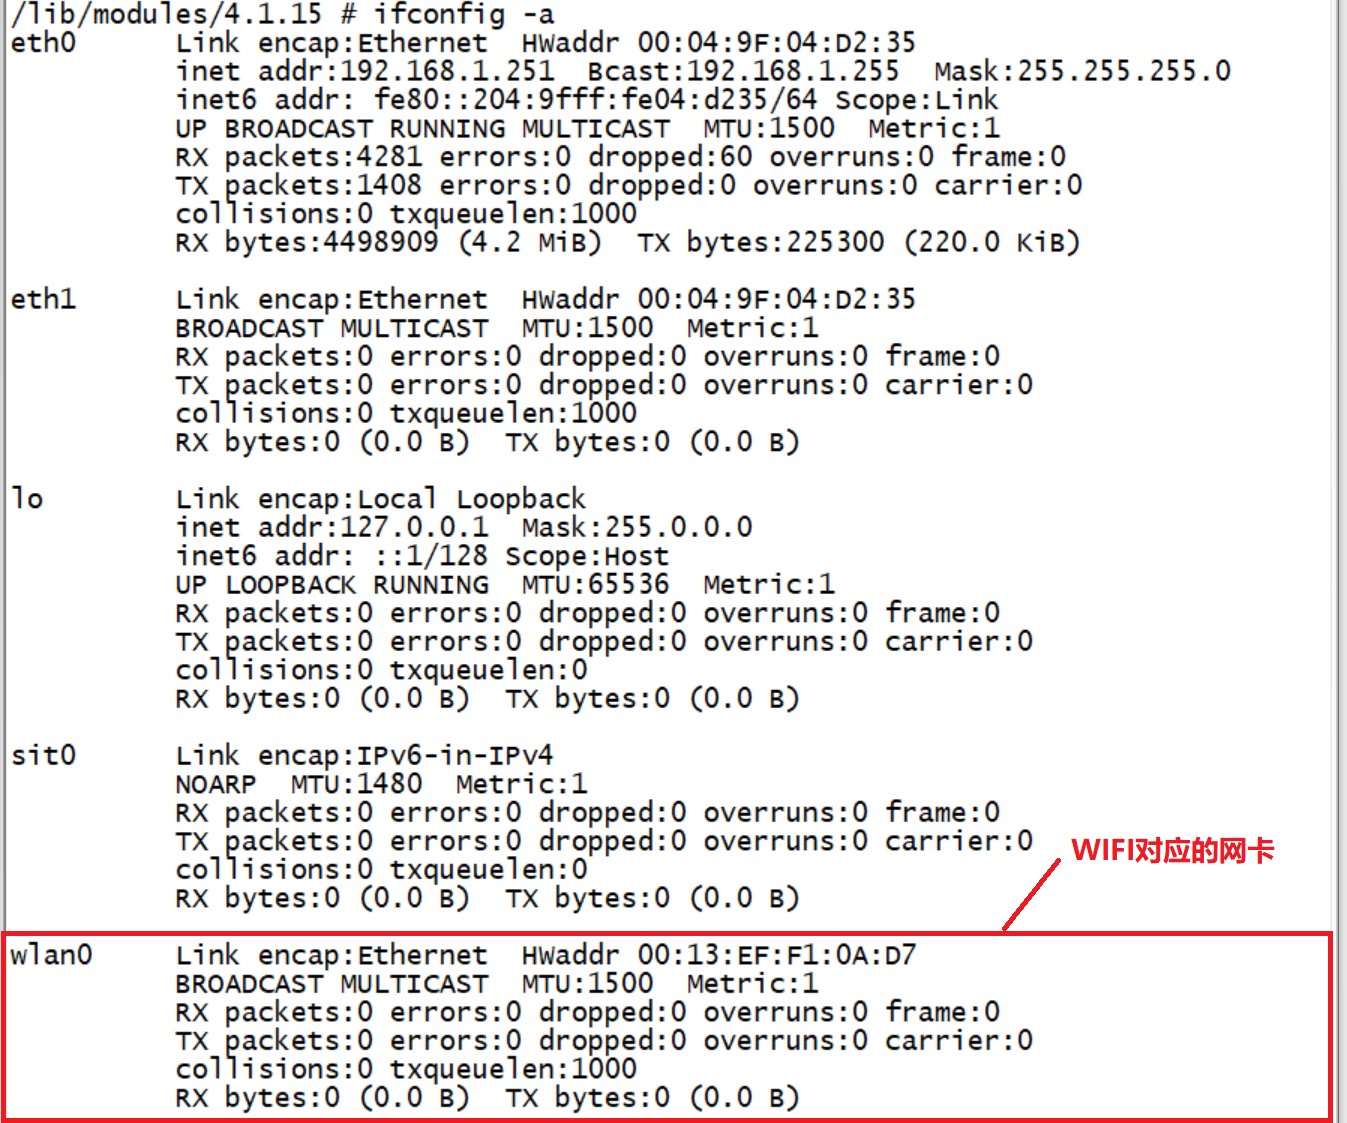 /lib/modules/4.1.15 # ifconfig -a
eth0 Link encap:Ethernet HWaddr 00:04:9F:04:D2:35
inet addr:192.168.1.251 Bcast:192.168.1.255 Mask:255.255.255.0
inet6 addr: fe80::204:9fff:fe04:d235/64 Scope:Link
UP BROADCAST RUNNING MULTICAST MTU:1500 Metric:1
RX packets:4281 errors:0 dropped:60 overruns:0 frame:0
TX packets:1408 errors:0 dropped:0 overruns:0 carrier:0
collisions:0 txqueuelen:1000
RX bytes:4498909 (4.2 MiB) TX bytes:225300 (220.0 KiB)
eth1 Link encap:Ethernet HWaddr 00:04:9F:04:D2:35
BROADCAST MULTICAST MTU:1500 Metric:1
RX packets:0 errors:0 dropped:0 overruns:0 frame:0
TX packets:0 errors:0 dropped:0 overruns:0 carrier:0
collisions:0 txqueuelen:1000
RX bytes:0 (0.0 B) TX bytes:0 (0.0 B)
lo Link encap:Local Loopback
inet addr:127.0.0.1 Mask:255.0.0.0
inet6 addr: ::1/128 Scope:Host
UP LOOPBACK RUNNING MTU:65536 Metric:1
RX packets:0 errors:0 dropped:0 overruns:0 frame:0
TX packets:0 errors:0 dropped:0 overruns:0 carrier:0
collisions:0 txqueuelen:0
RX bytes:0 (0.0 B) TX bytes:0 (0.0 B)
sit0 Link encap:IPv6-in-IPv4
NOARP MTU:1480 Metric:1
RX packets:0 errors:0 dropped:0 overruns:0 frame:0
TX packets:0 errors:0 dropped:0 overruns:0 carrier:0
WIFI对应的网卡
collisions:0 txqueuelen:0
RX bytes:0 (0.0 B) TX bytes:0 (0.0 B)
wlan0 Link encap:Ethernet HWaddr 00:13:EF:F1:0A:D7
BROADCAST MULTICAST MTU:1500 Metric:1
RX packets:0 errors:0 dropped:0 overruns:0 frame:0
TX packets:0 errors:0 dropped:0 overruns:0 carrier:0
collisions:0 txqueuelen:1000
RX bytes:0 (0.0 B) TX bytes:0 (0.0 B)